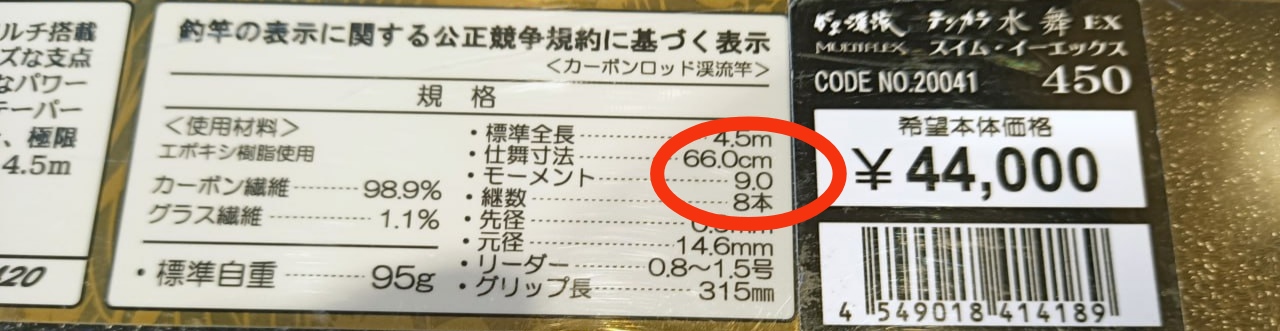 ルチ搭載
ズな支点
なパワー
テーパー
、極限
4.5m
420
釣竿の表示に関する公正競争規約に基づく表示
<カーボンロッド渓流竿>
規 格
<使用材料>
エポキシ樹脂使用
カーボン繊維 98.9%
グラス繊維 1.1%
・標準自重 95g
・標準全長 4.5m
・仕舞寸法 66.0cm
・モーメント 9.0
・継数 8本
・先径
・元径 14.6mm
・リーダー 0.8〜1.5号
・グリップ長 315mm
テンカラ 水舞 EX
MULTIFLEX スイム・イーエックス
CODE NO.20041 450
希望本体価格
¥44,000
4 549018 414189